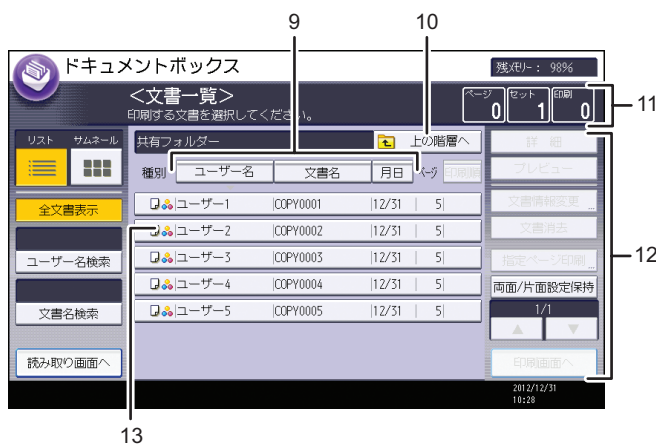 9
10
ドキュメントボックス
残メモリー： 98%
<文書一覧>
印刷する文書を選択してください。
ページ
0
セット
1
印刷
0
11
リスト
サムネール
共有フォルダー
上の階層へ
詳 細
種別
ユーザー名
文書名
月日
ページ
印刷順
プレビュー
全文書表示
ユーザー1 COPY0001 12/31 5
文書情報変更
ユーザー2 COPY0002 12/31 5
文書消去
12
ユーザー名検索
ユーザー3 COPY0003 12/31 5
指定ページ印刷
ユーザー4 COPY0004 12/31 5
両面/片面設定保持
文書名検索
ユーザー5 COPY0005 12/31 5
1/1
読み取り画面へ
印刷画面へ
2012/12/31
10:28
13